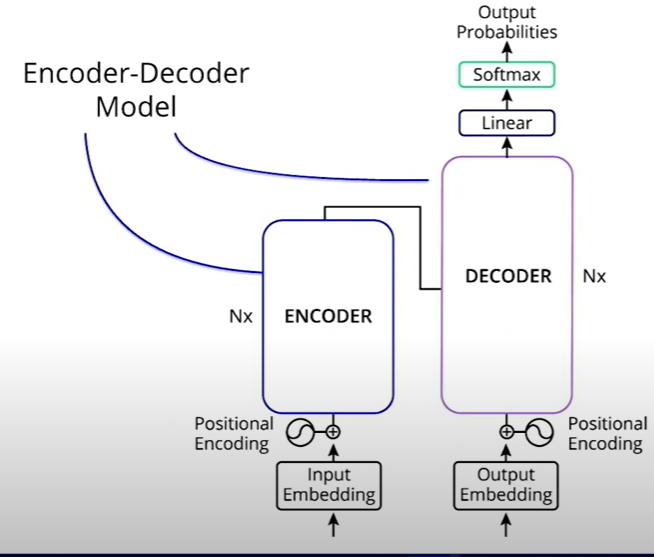 Output
Probabilities
Softmax
Linear
Encoder-Decoder
Model
DECODER
Nx
Nx
ENCODER
Positional
Encoding
Positional
Encoding
Input
Embedding
Output
Embedding